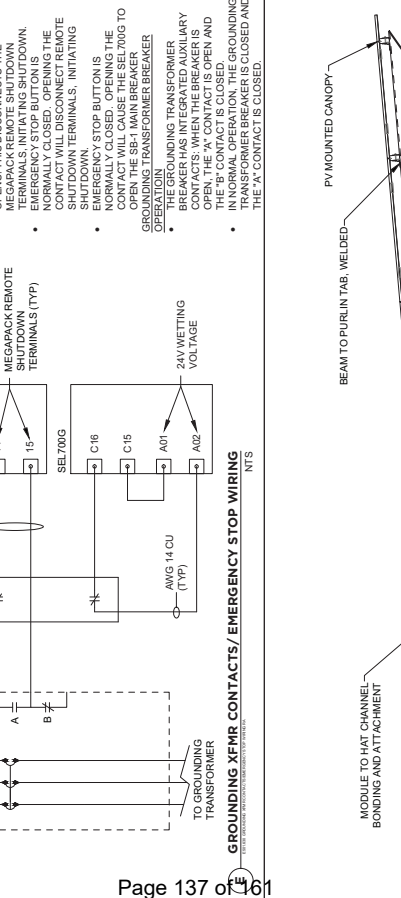 MEGAPACK REMOTE SHUTDOWN
TERMINALS, INITIATING SHUTDOWN.
• EMERGENCY STOP BUTTON IS
NORMALLY CLOSED. OPENING THE
CONTACT WILL DISCONNECT REMOTE
SHUTDOWN TERMINALS, INITIATING
SHUTDOWN.
• EMERGENCY STOP BUTTON IS
NORMALLY CLOSED. OPENING THE
CONTACT WILL CAUSE THE SEL700G TO
OPEN THE SB-1 MAIN BREAKER
GROUNDING TRANSFORMER BREAKER
OPERATIOIN
• THE GROUNDING TRANSFORMER
BREAKER HAS INTEGRATED AUXILIARY
CONTACTS: WHEN THE BREAKER IS
OPEN, THE "A" CONTACT IS OPEN AND
THE "B" CONTACT IS CLOSED.
• IN NORMAL OPERATION, THE GROUNDING
TRANSFORMER BREAKER IS CLOSED AND
THE "A" CONTACT IS CLOSED.
MEGAPACK REMOTE
SHUTDOWN
TERMINALS (TYP)
15
SEL700G
C16
C15
A01
A02
24V WETTING
VOLTAGE
AWG 14 CU
(TYP)
A
B
TO GROUNDING
TRANSFORMER
E
GROUNDING XFMR CONTACTS/ EMERGENCY STOP WIRING
NTS
PV MOUNTED CANOPY
BEAM TO PURLIN TAB, WELDED
MODULE TO HAT CHANNEL
BONDING AND ATTACHMENT
Page 137 of 161